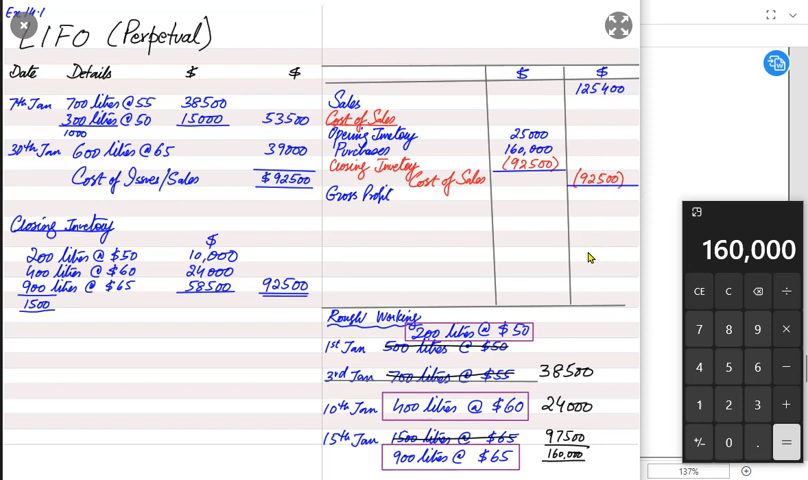 Ex 14.1
LIFO (Perpetual)
Date Details $ $
7th Jan 700 litres @ 55 38500
300 litres @ 50 15000 53500
1000
30th Jan 600 litres @ 65 39000
Cost of Issues/Sales $92500
Closing Inventory
$
200 litres @ $50 10,000
400 litres @ $60 24000
900 litres @ $65 58500 92500
1500
$ $
Sales 125400
Cost of Sales
Opening Inventory 25000
Purchases 160,000
Closing Inventory (92500)
Cost of Sales (92500)
Gross Profit
Rough Working
200 litres @ $50
1st Jan 500 litres @ $50
3rd Jan 700 litres @ $55 38500
10th Jan 400 litres @ $60 24000
15th Jan 1500 litres @ $65 97500
900 litres @ $65 160,000
160,000
CE C
7 8 9 ×
4 5 6 −
1 2 3 +
+/− 0 . =
137%